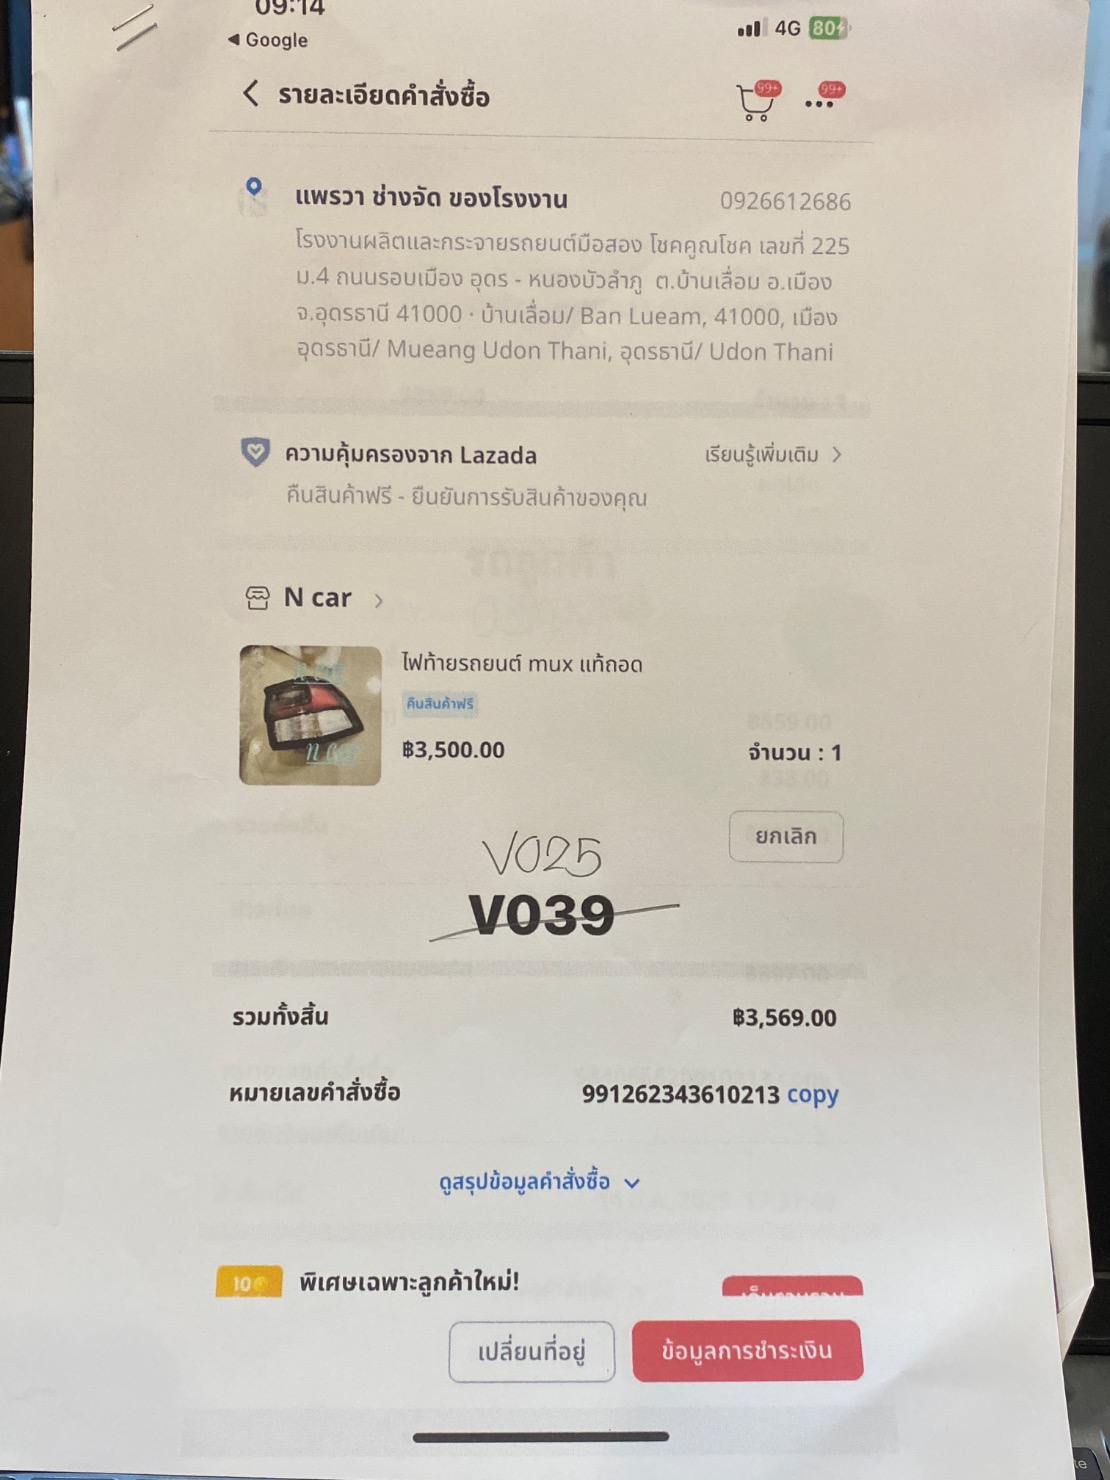 09:14
◀ Google
4G 80
รายละเอียดคำสั่งซื้อ
99+
99+
แพรวา ช่างจัด ของโรงงาน
0926612686
โรงงานผลิตและกระจายรถยนต์มือสอง โชคคูณโชค เลขที่ 225
ม.4 ถนนรอบเมือง อุดร - หนองบัวลำภู ต.บ้านเลื่อม อ.เมือง
จ.อุดรธานี 41000 · บ้านเลื่อม/ Ban Lueam, 41000, เมือง
อุดรธานี/ Mueang Udon Thani, อุดรธานี/ Udon Thani
ความคุ้มครองจาก Lazada
เรียนรู้เพิ่มเติม >
คืนสินค้าฟรี - ยืนยันการรับสินค้าของคุณ
N car >
ไฟท้ายรถยนต์ mux แท้ถอด
คืนสินค้าฟรี
฿3,500.00
จำนวน : 1
n car
ยกเลิก
V025
V039
รวมทั้งสิ้น
฿3,569.00
หมายเลขคำสั่งซื้อ
991262343610213 copy
ดูสรุปข้อมูลคำสั่งซื้อ
10
พิเศษเฉพาะลูกค้าใหม่!
เปลี่ยนที่อยู่
ข้อมูลการชำระเงิน